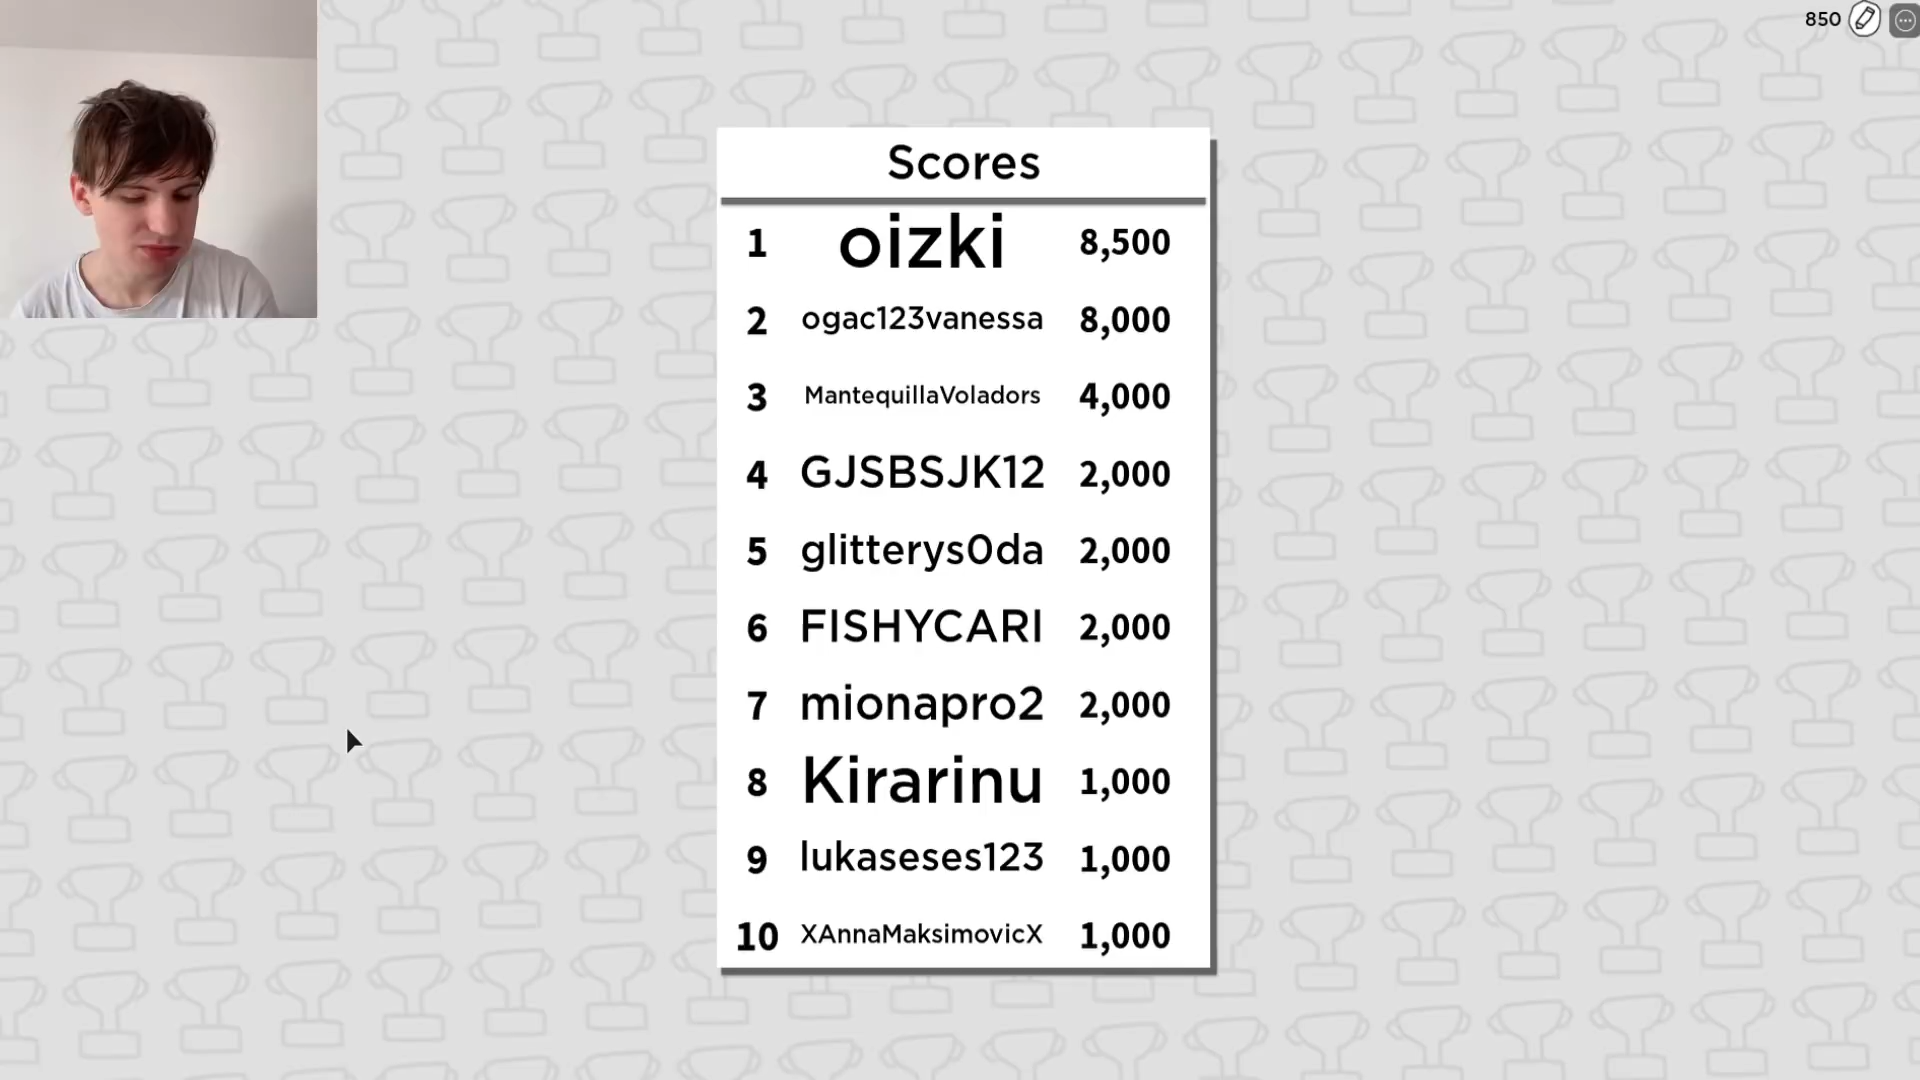 850
Scores
1 oizki 8,500
2 ogac123vanessa 8,000
3 MantequillaVoladors 4,000
4 GJSBSJK12 2,000
5 glitterys0da 2,000
6 FISHYCARI 2,000
7 mionapro2 2,000
8 Kirarinu 1,000
9 lukaseses123 1,000
10 XAnnaMaksimovicX 1,000